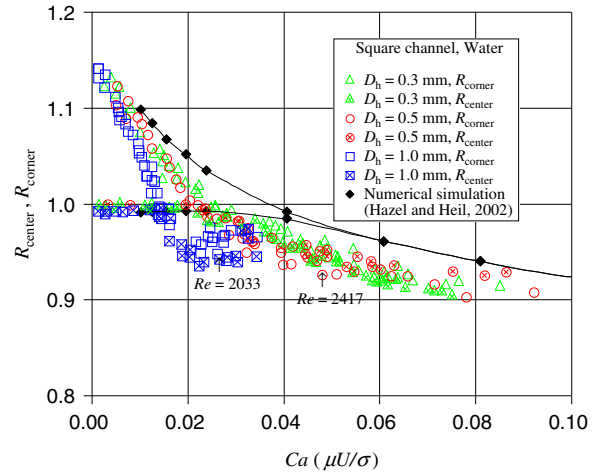 1.2
1.1
1.0
0.9
0.8
R_center , R_corner
Square channel, Water
D_h = 0.3 mm, R_corner
D_h = 0.3 mm, R_center
D_h = 0.5 mm, R_corner
D_h = 0.5 mm, R_center
D_h = 1.0 mm, R_corner
D_h = 1.0 mm, R_center
Numerical simulation
(Hazel and Heil, 2002)
Re = 2033
Re = 2417
0.00 0.02 0.04 0.06 0.08 0.10
Ca ( μU/σ)